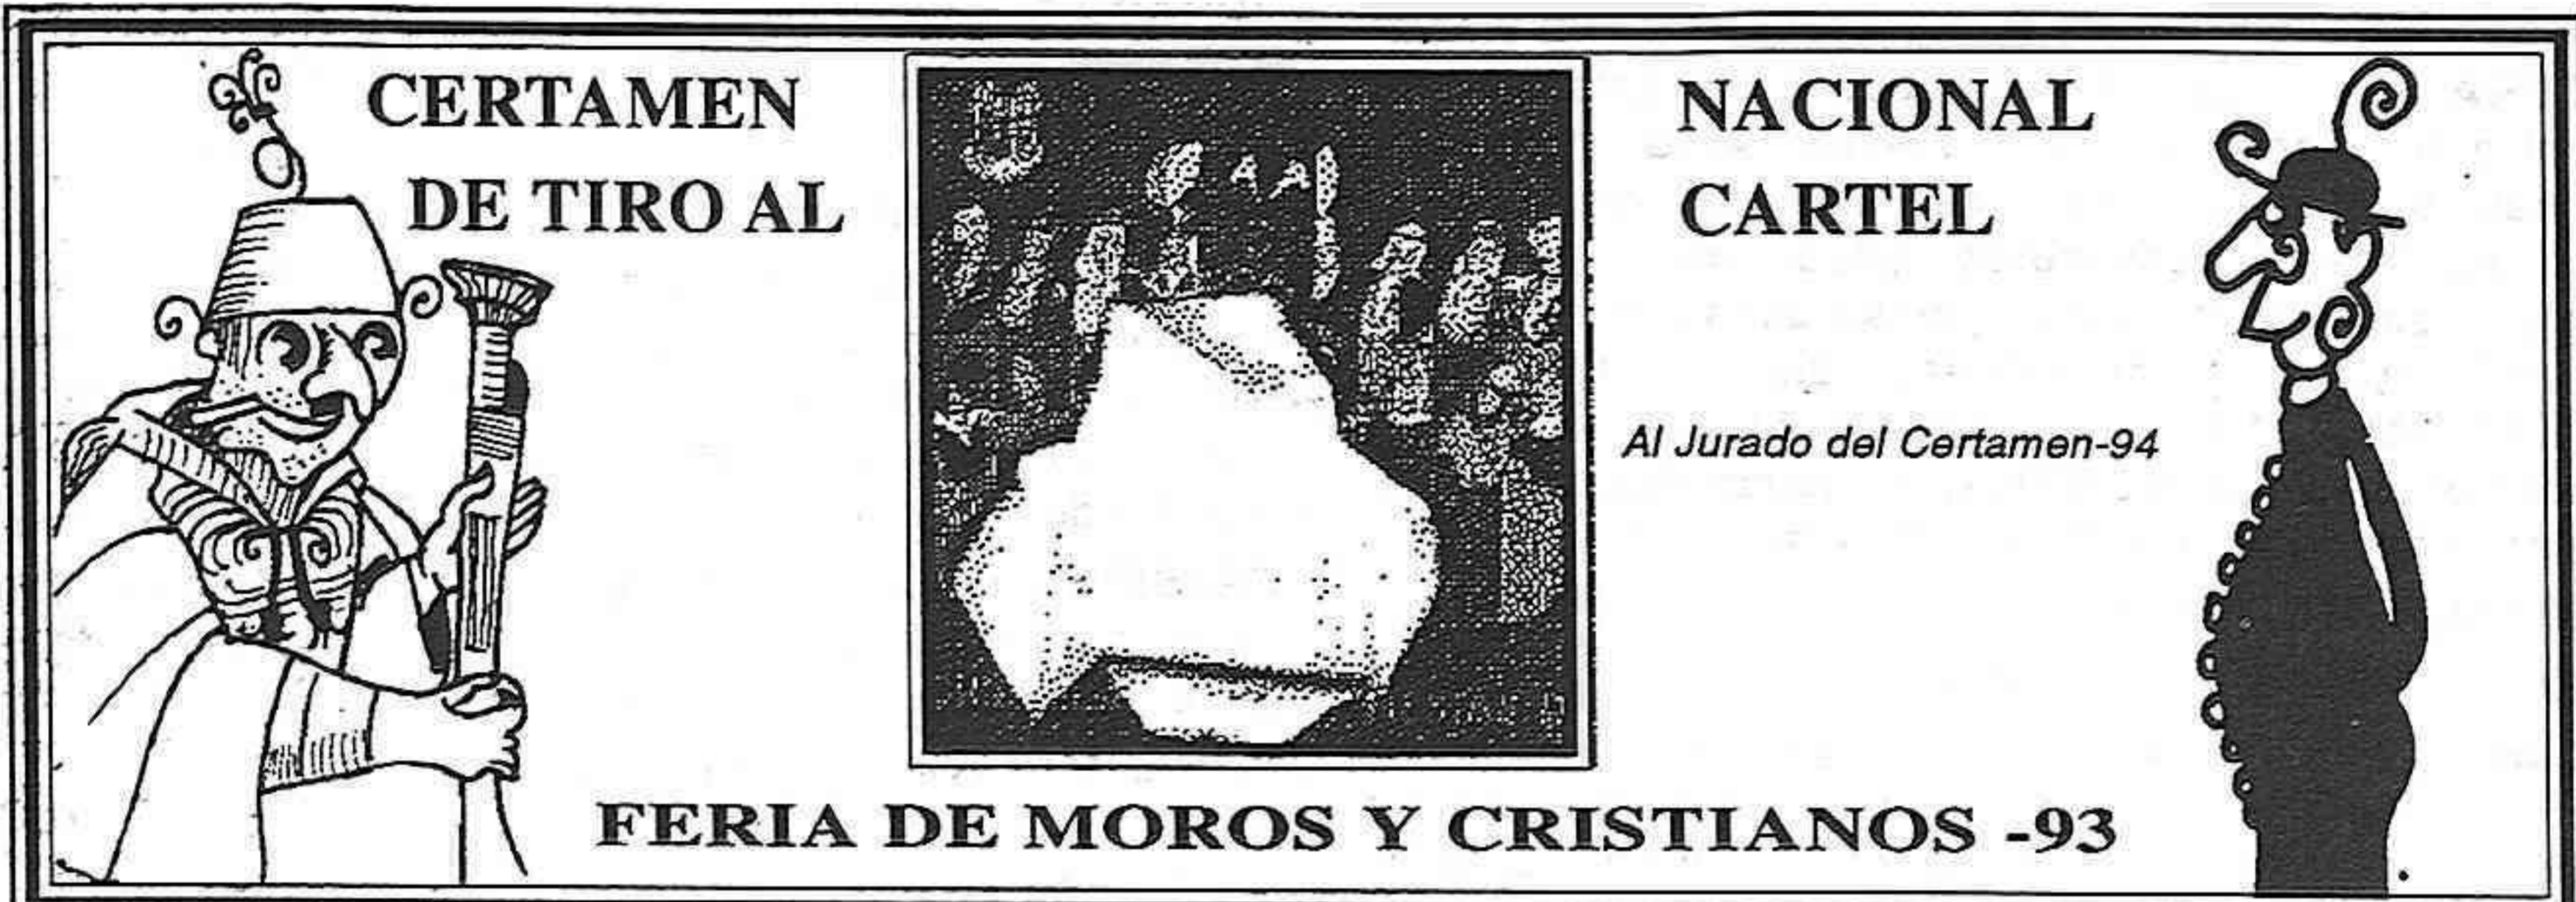 CERTAMEN
DE TIRO AL
NACIONAL
CARTEL
Al Jurado del Certamen-94
FERIA DE MOROS Y CRISTIANOS -93